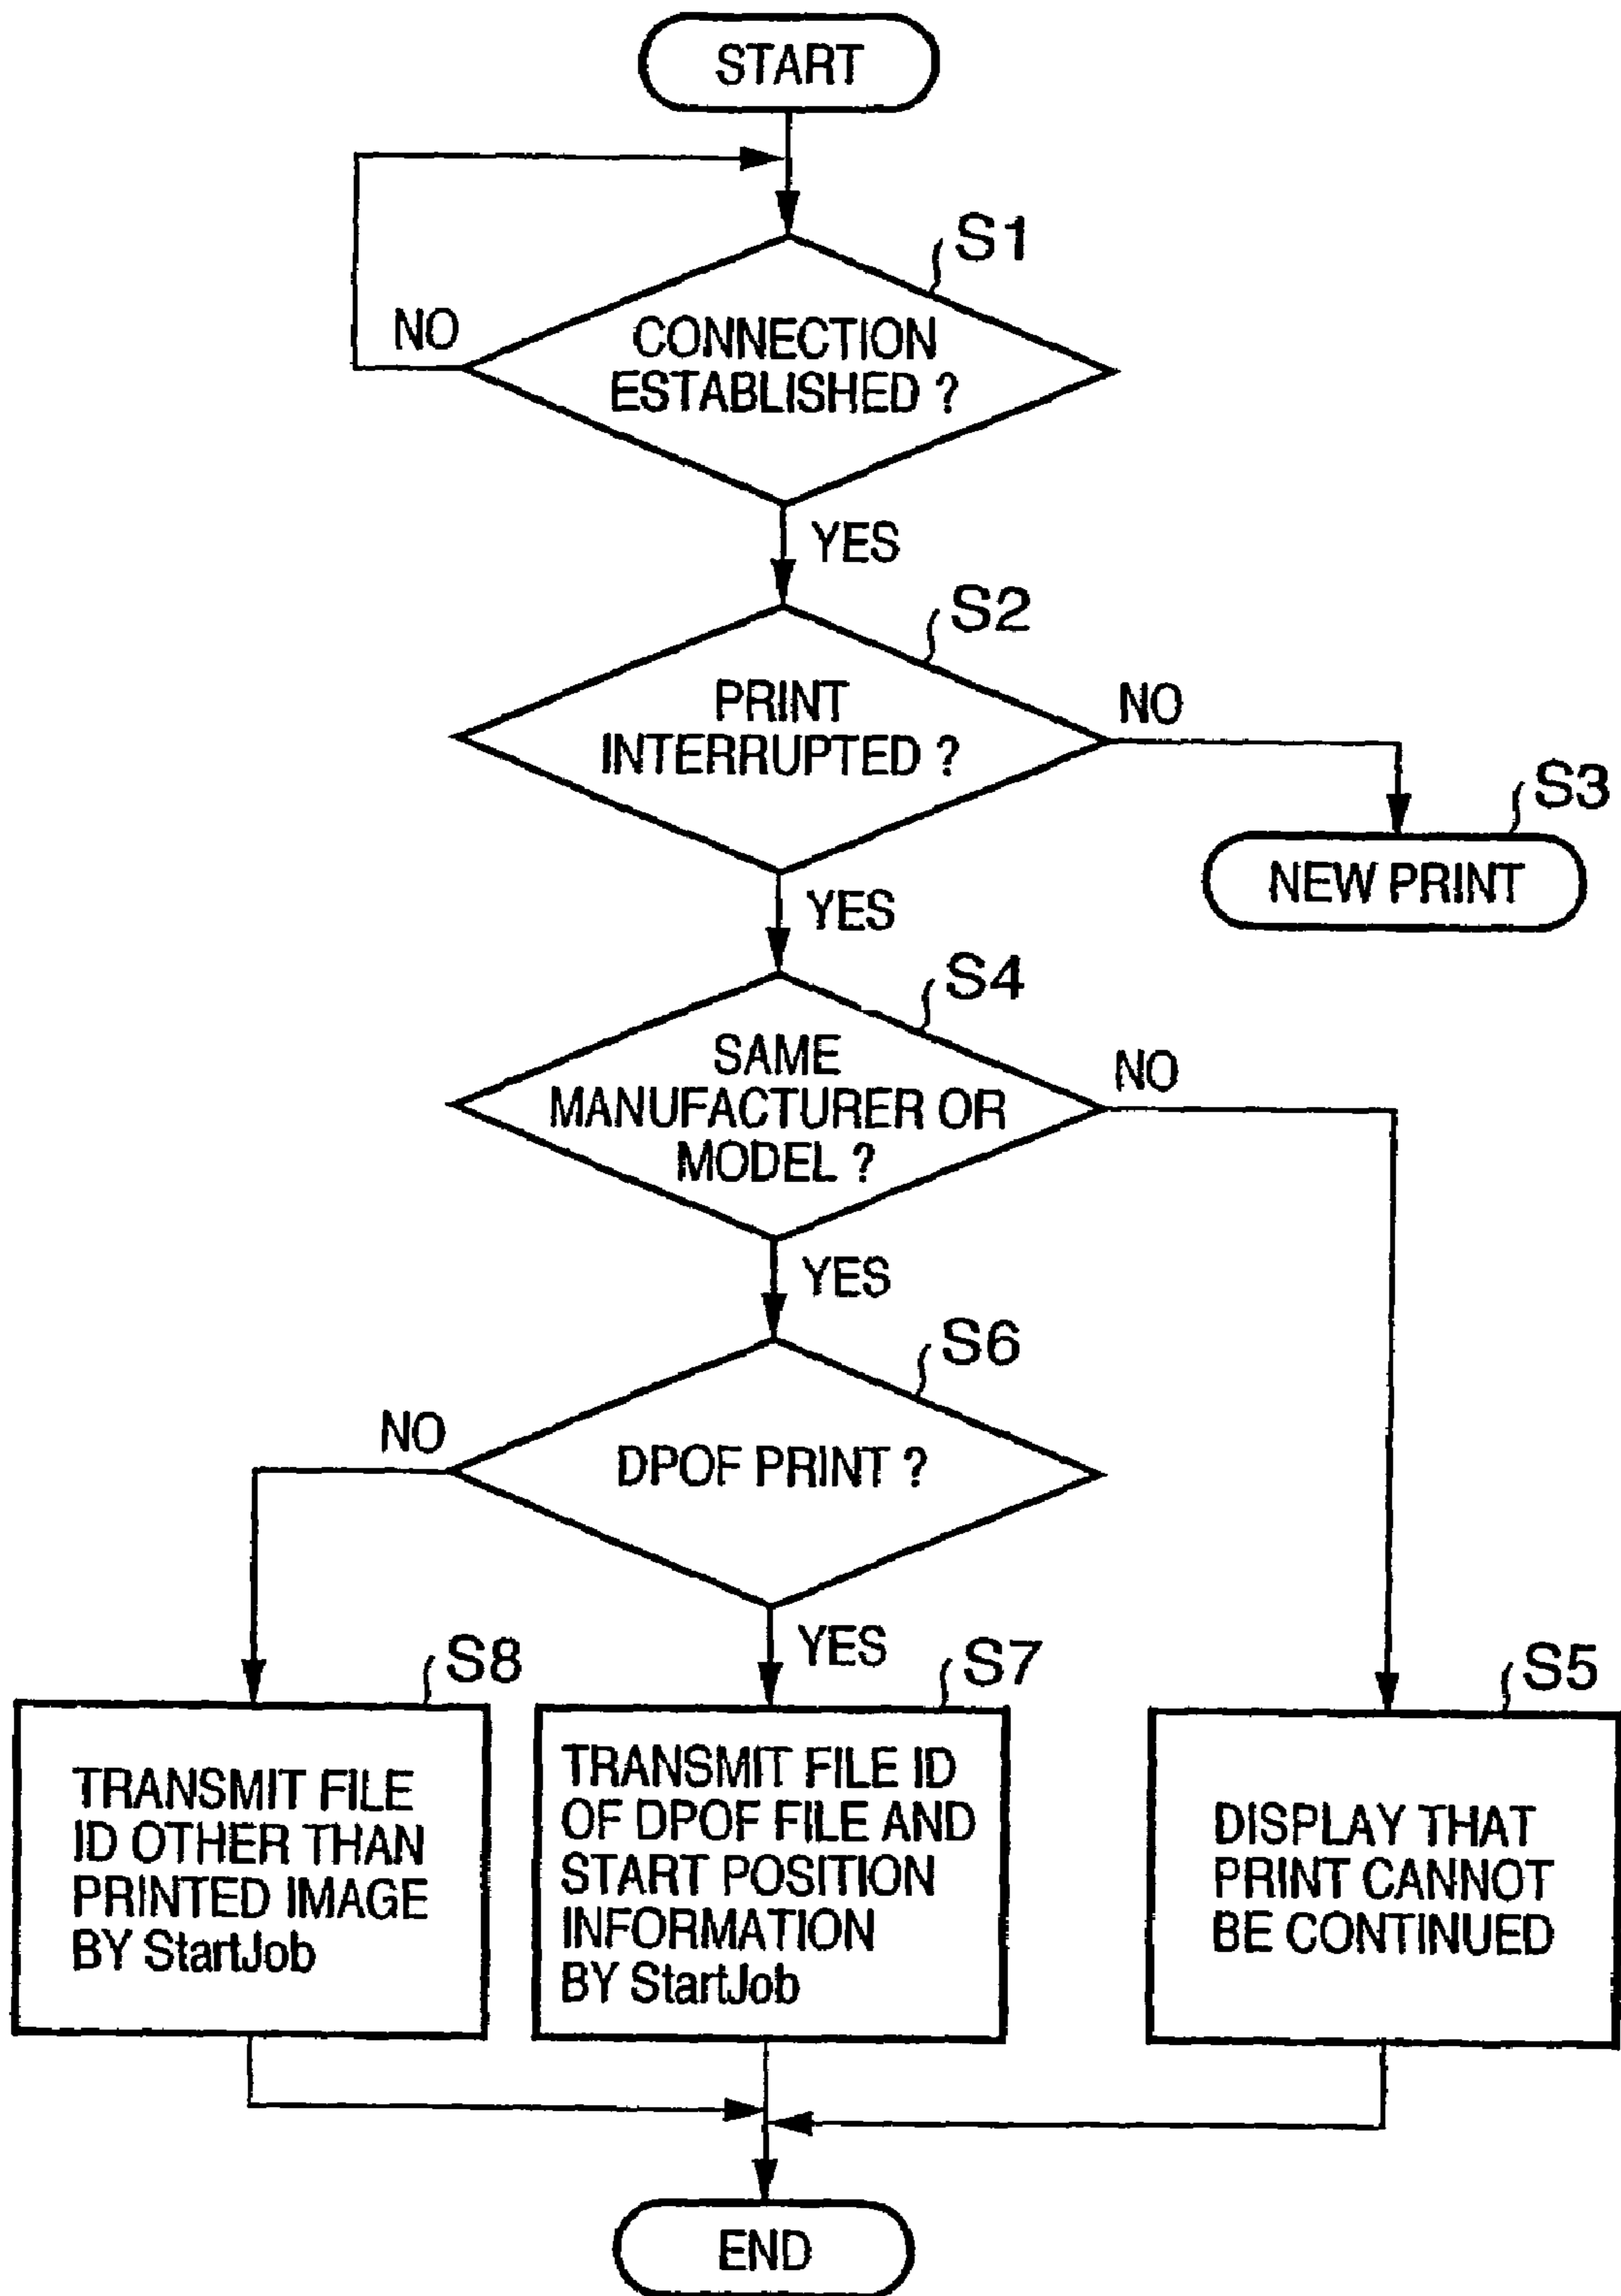 START
S1
NO
CONNECTION
ESTABLISHED ?
YES
S2
PRINT
INTERRUPTED ?
NO
S3
NEW PRINT
YES
S4
SAME
MANUFACTURER OR
MODEL ?
NO
YES
S6
NO
DPOF PRINT ?
YES
S8
TRANSMIT FILE
ID OTHER THAN
PRINTED IMAGE
BY StartJob
S7
TRANSMIT FILE ID
OF DPOF FILE AND
START POSITION
INFORMATION
BY StartJob
S5
DISPLAY THAT
PRINT CANNOT
BE CONTINUED
END